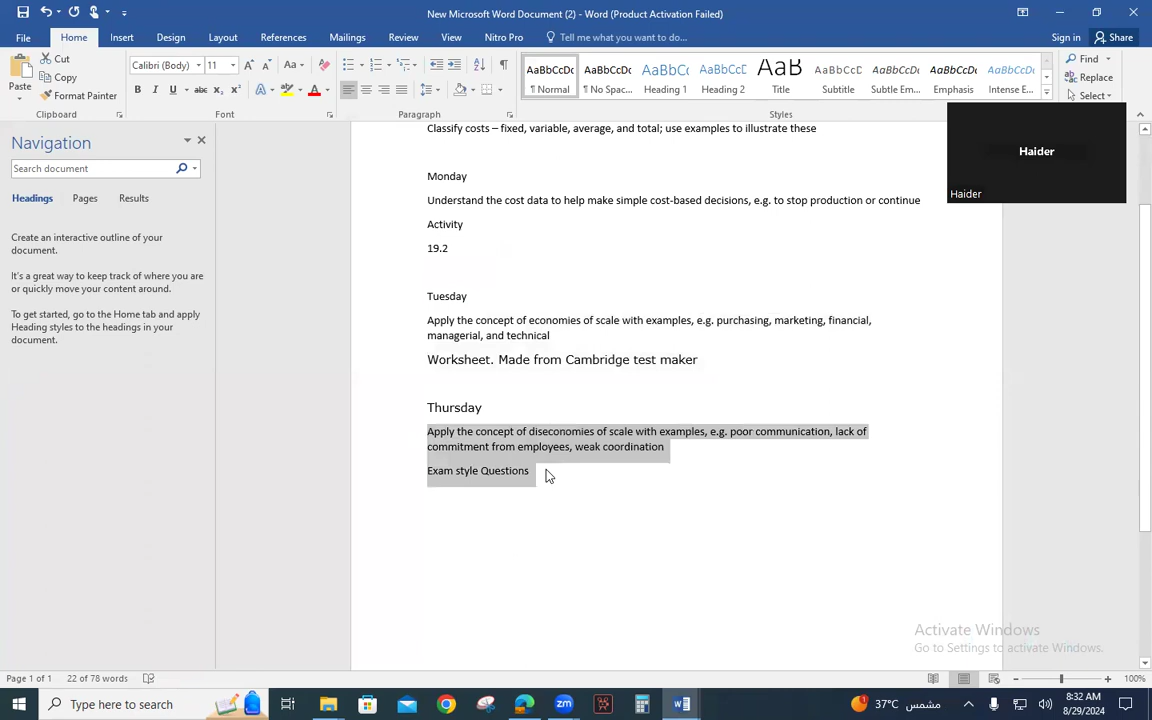 New Microsoft Word Document (2) - Word (Product Activation Failed)
File Home Insert Design Layout References Mailings Review View Nitro Pro Tell me what you want to do... Sign in Share
Paste
Cut
Copy
Format Painter
Clipboard
Calibri (Body) 11
Aa
B I U abc x₂ x² A A
Font
Paragraph
AaBbCcDc AaBbCcDc AaBbCc AaBbCcE AaB AaBbCcD AaBbCcDc AaBbCcDc AaBbCcDc
¶ Normal ¶ No Spac... Heading 1 Heading 2 Title Subtitle Subtle Em... Emphasis Intense E...
Styles
Find
Replace
Select
Haider
Haider
Navigation
Search document
Headings Pages Results
Create an interactive outline of your
document.
It's a great way to keep track of where you are
or quickly move your content around.
To get started, go to the Home tab and apply
Heading styles to the headings in your
document.
Classify costs – fixed, variable, average, and total; use examples to illustrate these
Monday
Understand the cost data to help make simple cost-based decisions, e.g. to stop production or continue
Activity
19.2
Tuesday
Apply the concept of economies of scale with examples, e.g. purchasing, marketing, financial,
managerial, and technical
Worksheet. Made from Cambridge test maker
Thursday
Apply the concept of diseconomies of scale with examples, e.g. poor communication, lack of
commitment from employees, weak coordination
Exam style Questions
Activate Windows
Go to Settings to activate Windows.
Page 1 of 1 22 of 78 words 100%
Type here to search
zm
37°C مشمس
8:32 AM
8/29/2024